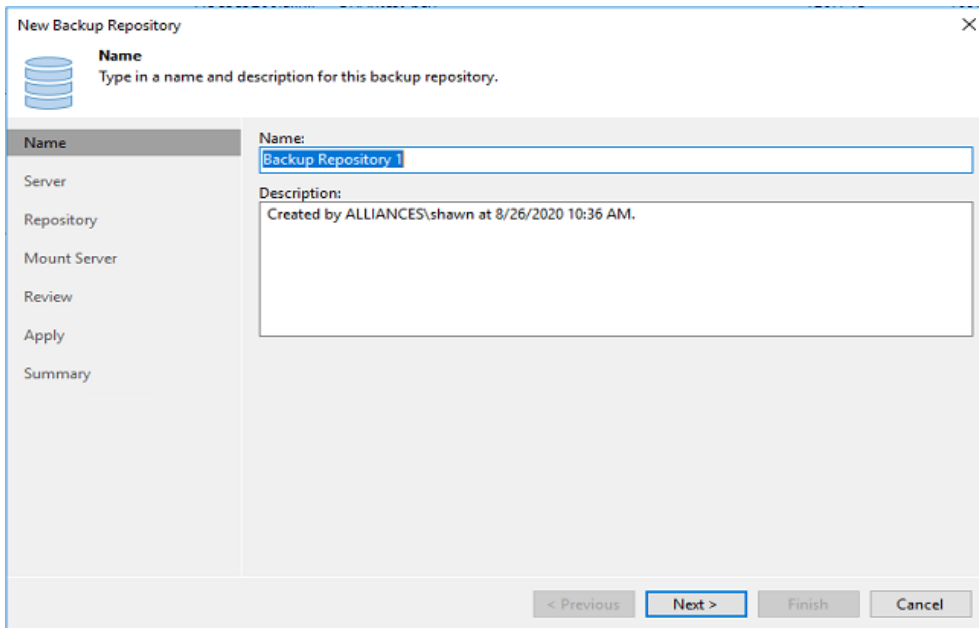 New Backup Repository
Name
Type in a name and description for this backup repository.
Name
Server
Repository
Mount Server
Review
Apply
Summary
Name:
Backup Repository 1
Description:
Created by ALLIANCES\shawn at 8/26/2020 10:36 AM.
< Previous
Next >
Finish
Cancel